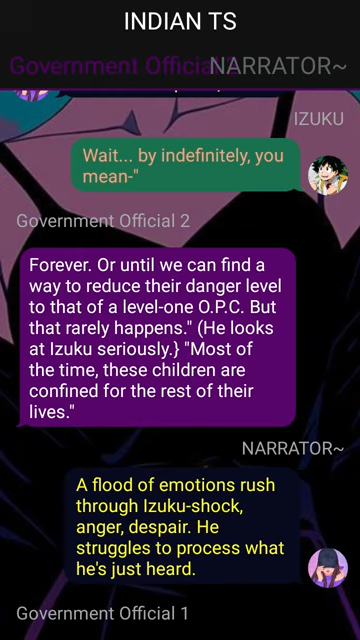 INDIAN TS
Government Official 2
NARRATOR~
IZUKU
Wait... by indefinitely, you
mean-"
Government Official 2
Forever. Or until we can find a
way to reduce their danger level
to that of a level-one O.P.C. But
that rarely happens." (He looks
at Izuku seriously.} "Most of
the time, these children are
confined for the rest of their
lives."
NARRATOR~
A flood of emotions rush
through Izuku-shock,
anger, despair. He
struggles to process what
he's just heard.
Government Official 1